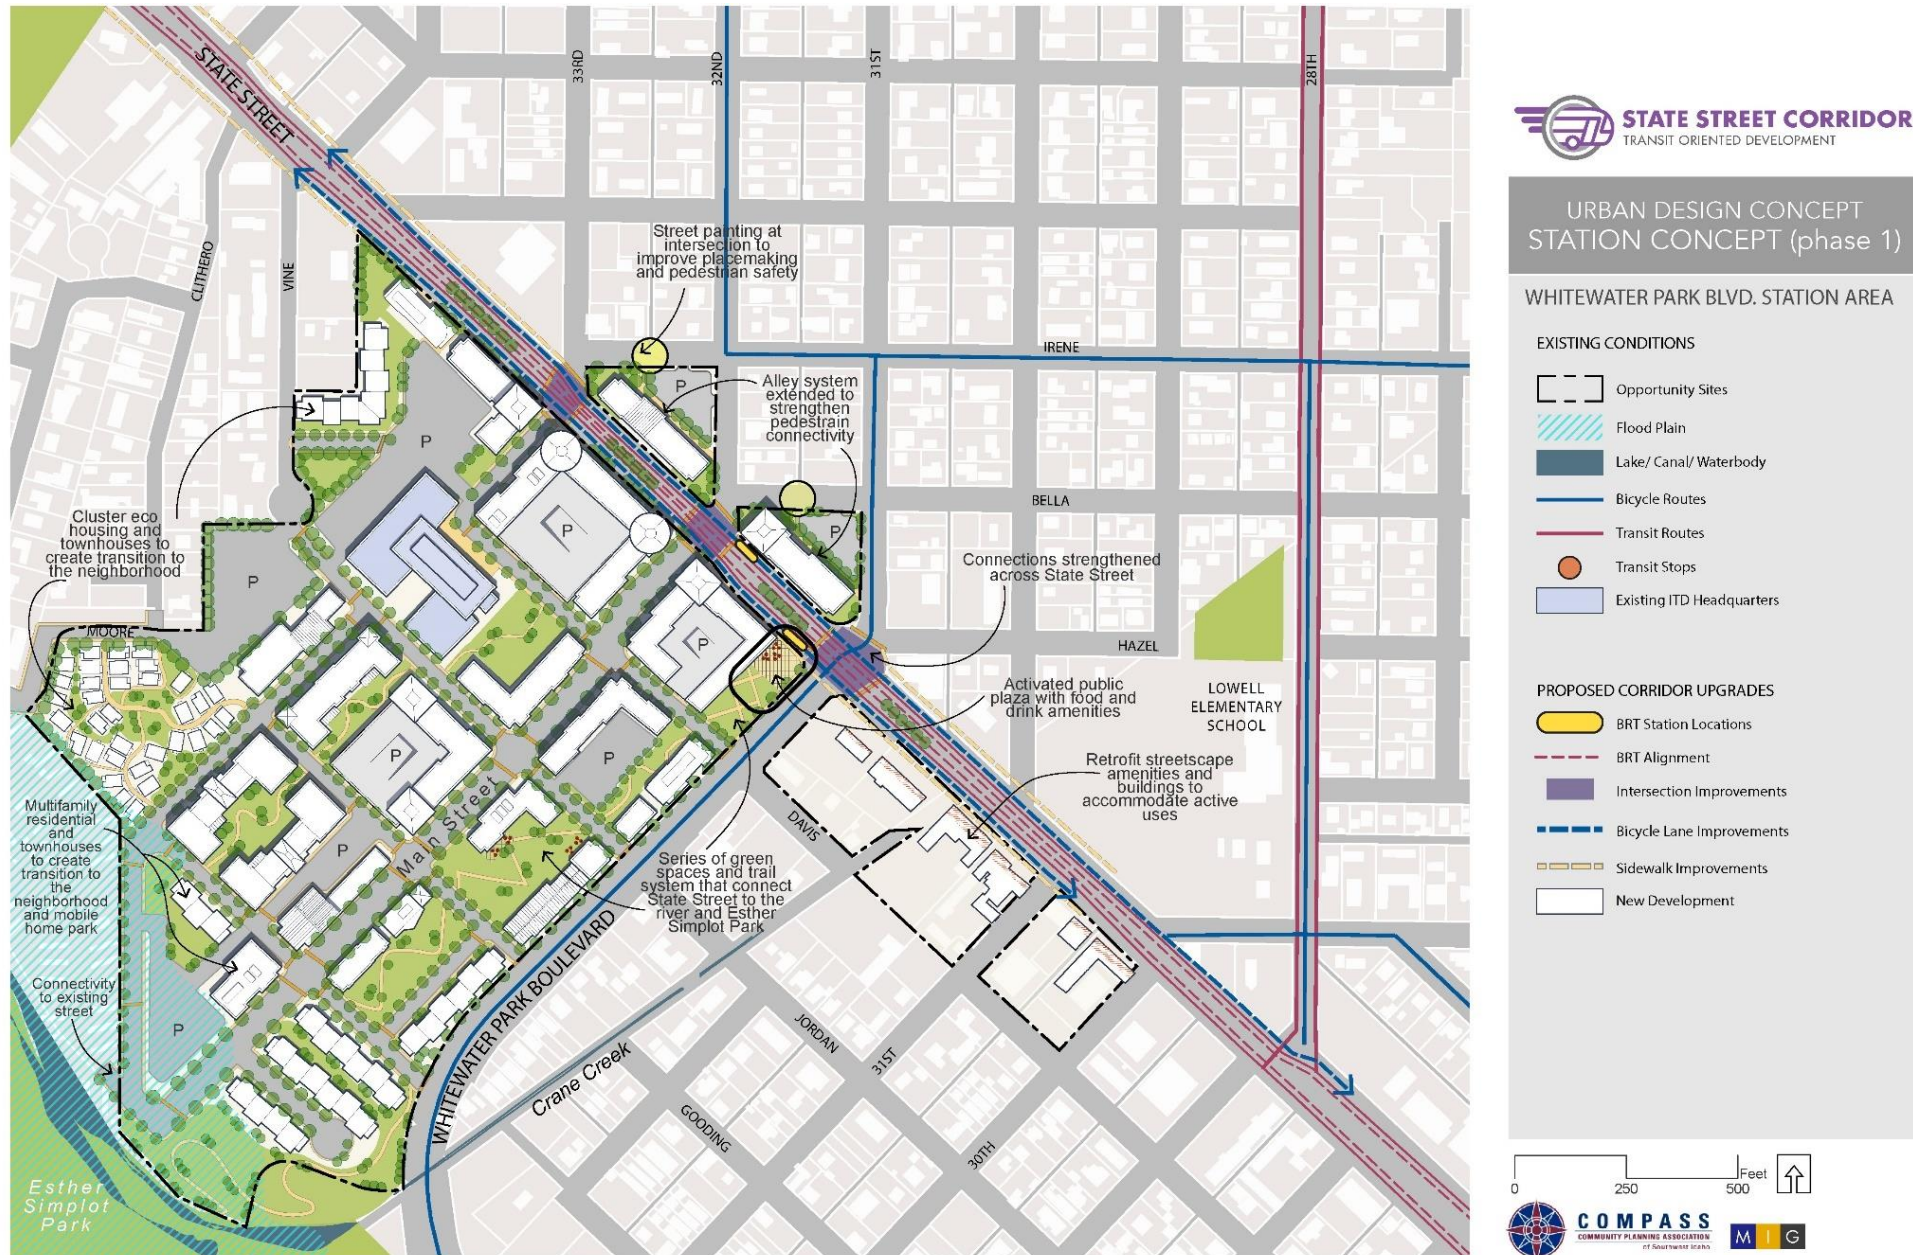 STATE STREET
33RD
32ND
31ST
28TH
CLITHERO
VINE
Street painting at
intersection to
improve placemaking
and pedestrian safety
IRENE
P
Alley system
extended to
strengthen
pedestrain
connectivity
P
P
BELLA
P
Cluster eco
housing and
townhouses to
create transition to
the neighborhood
P
Connections strengthened
across State Street
MOORE
P
HAZEL
Activated public
plaza with food and
drink amenities
LOWELL
ELEMENTARY
SCHOOL
P
P
Retrofit streetscape
amenities and
buildings to
accommodate active
uses
Multifamily
residential
and
townhouses
to create
transition to
the
neighborhood
and mobile
home park
Main Street
P
DAVIS
Series of green
spaces and trail
system that connect
State Street to the
river and Esther
Simplot Park
Connectivity
to existing
street
P
WHITEWATER PARK BOULEVARD
JORDAN
31ST
Crane Creek
GOODING
30TH
Esther
Simplot
Park
STATE STREET CORRIDOR
TRANSIT ORIENTED DEVELOPMENT
URBAN DESIGN CONCEPT
STATION CONCEPT (phase 1)
WHITEWATER PARK BLVD. STATION AREA
EXISTING CONDITIONS
Opportunity Sites
Flood Plain
Lake/ Canal/ Waterbody
Bicycle Routes
Transit Routes
Transit Stops
Existing ITD Headquarters
PROPOSED CORRIDOR UPGRADES
BRT Station Locations
BRT Alignment
Intersection Improvements
Bicycle Lane Improvements
Sidewalk Improvements
New Development
Feet
0 250 500
COMPASS
COMMUNITY PLANNING ASSOCIATION
of Southwest Idaho
M I G